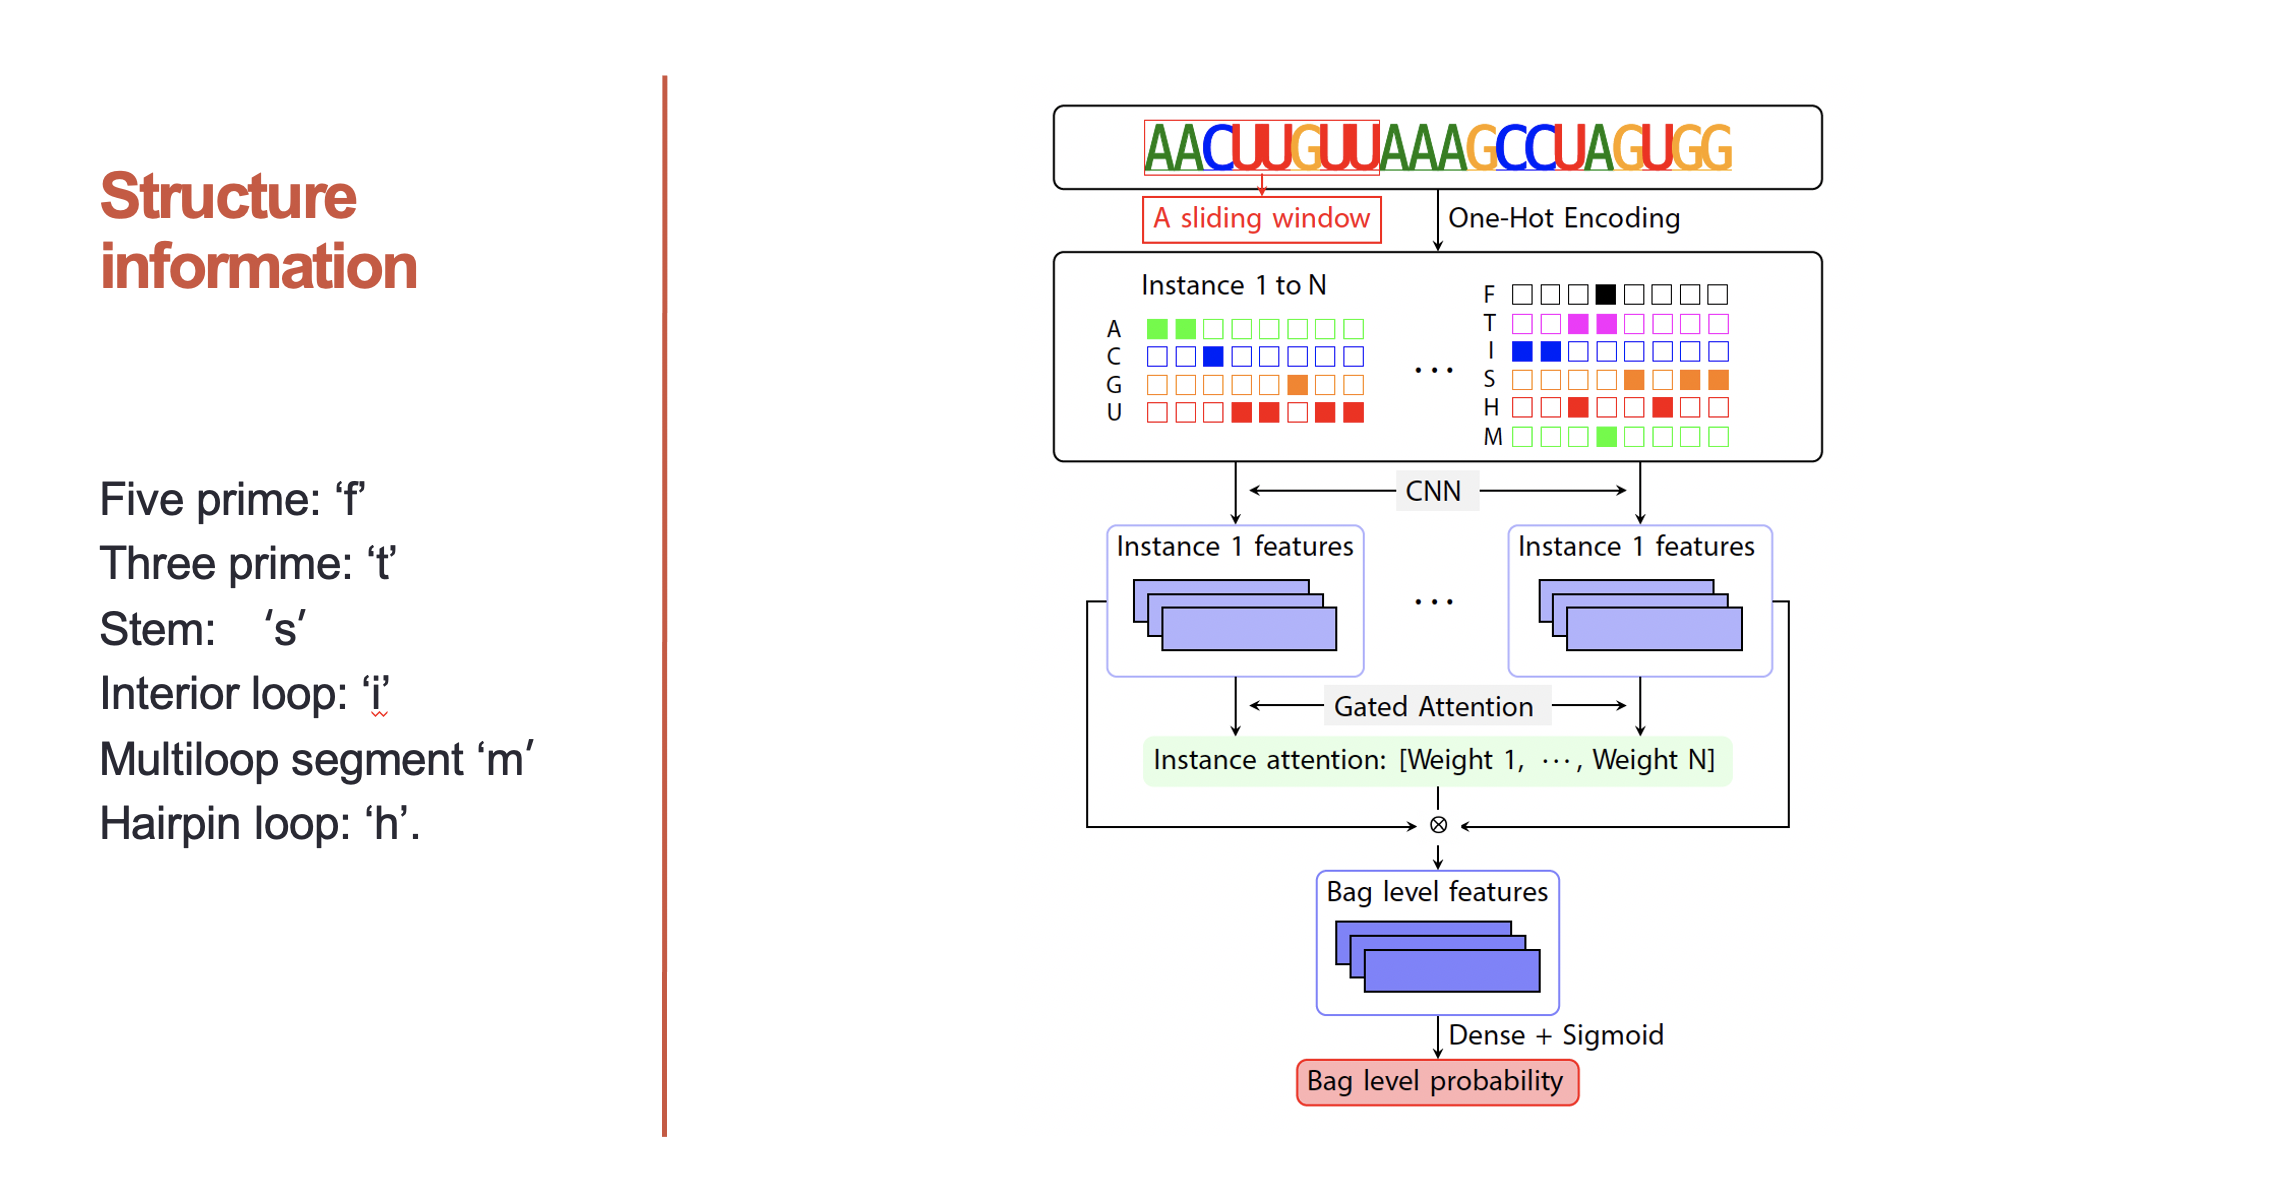 Structure
information
Five prime: ‘f’
Three prime: ‘t’
Stem: ‘s’
Interior loop: ‘i’
Multiloop segment ‘m’
Hairpin loop: ‘h’.
AACUUGUUAAAGCCUAGUGG
A sliding window
One-Hot Encoding
Instance 1 to N
A
C
G
U
...
F
T
I
S
H
M
CNN
Instance 1 features
...
Instance 1 features
Gated Attention
Instance attention: [Weight 1, ···, Weight N]
⊗
Bag level features
Dense + Sigmoid
Bag level probability